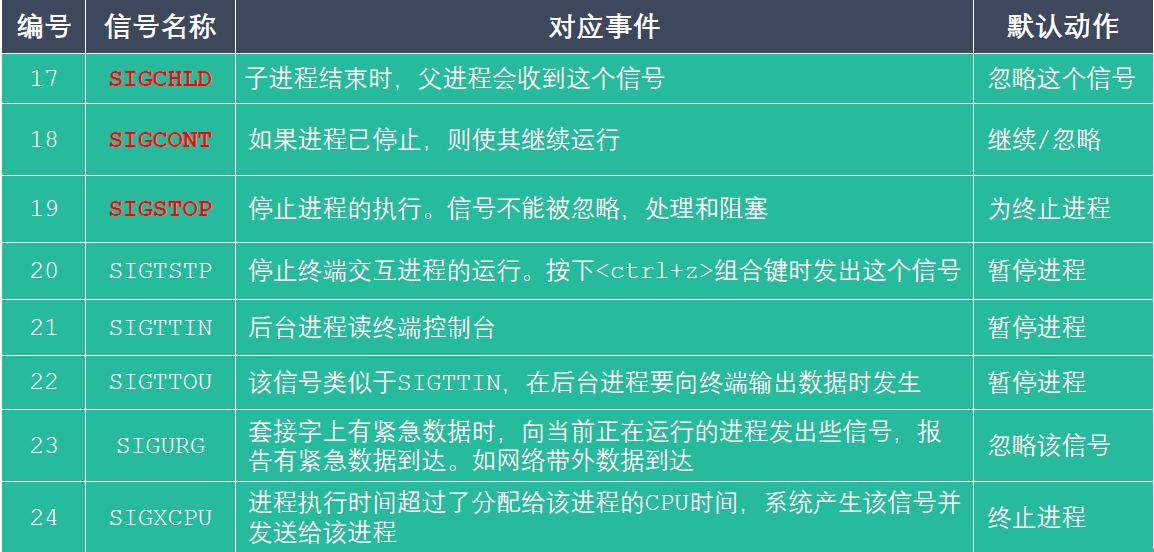 编号 信号名称 对应事件 默认动作
17 SIGCHLD 子进程结束时，父进程会收到这个信号 忽略这个信号
18 SIGCONT 如果进程已停止，则使其继续运行 继续/忽略
19 SIGSTOP 停止进程的执行。信号不能被忽略，处理和阻塞 为终止进程
20 SIGTSTP 停止终端交互进程的运行。按下<ctrl+z>组合键时发出这个信号 暂停进程
21 SIGTTIN 后台进程读终端控制台 暂停进程
22 SIGTTOU 该信号类似于SIGTTIN，在后台进程要向终端输出数据时发生 暂停进程
23 SIGURG 套接字上有紧急数据时，向当前正在运行的进程发出些信号，报
告有紧急数据到达。如网络带外数据到达 忽略该信号
24 SIGXCPU 进程执行时间超过了分配给该进程的CPU时间，系统产生该信号并
发送给该进程 终止进程